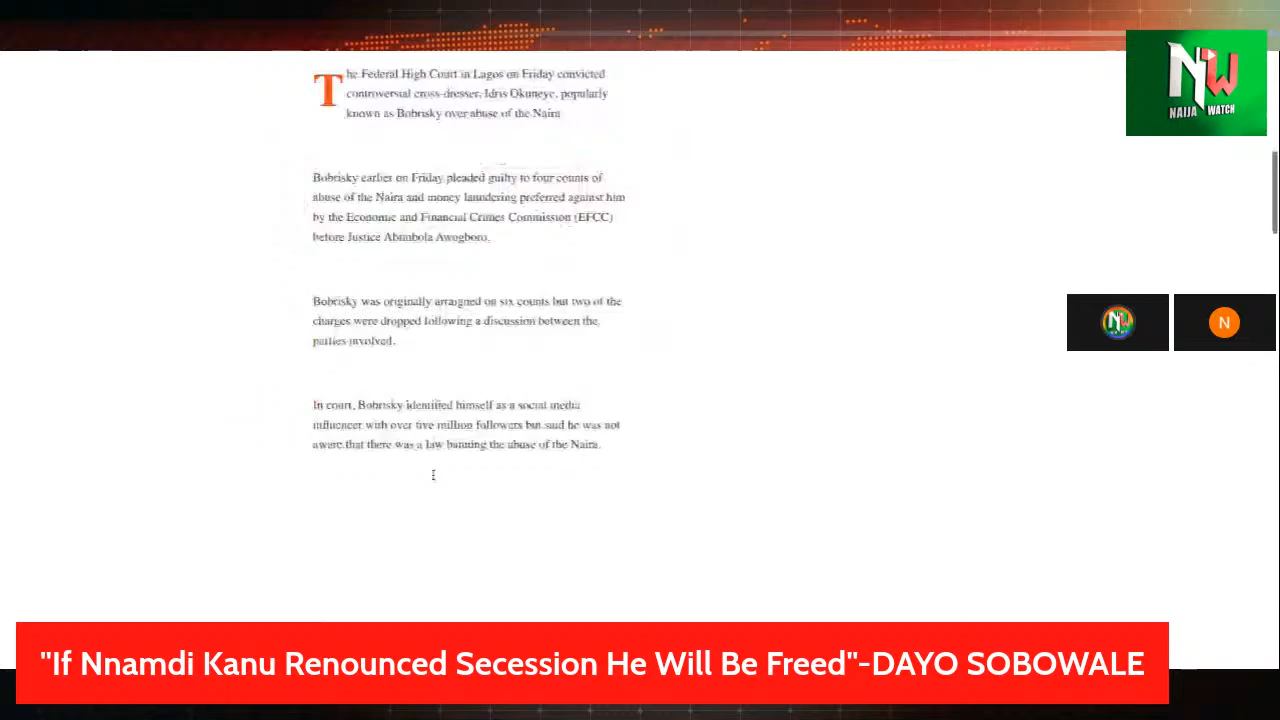 The Federal High Court in Lagos on Friday convicted
controversial cross-dresser, Idris Okuneye, popularly
known as Bobrisky over abuse of the Naira
Bobrisky earlier on Friday pleaded guilty to four counts of
abuse of the Naira and money laundering preferred against him
by the Economic and Financial Crimes Commission (EFCC)
before Justice Abimbola Awogboro.
Bobrisky was originally arraigned on six counts but two of the
charges were dropped following a discussion between the
parties involved.
In court, Bobrisky identified himself as a social media
influencer with over five million followers but said he was not
aware that there was a law banning the abuse of the Naira.
NW
NAIJA WATCH
NW
N
"If Nnamdi Kanu Renounced Secession He Will Be Freed"-DAYO SOBOWALE